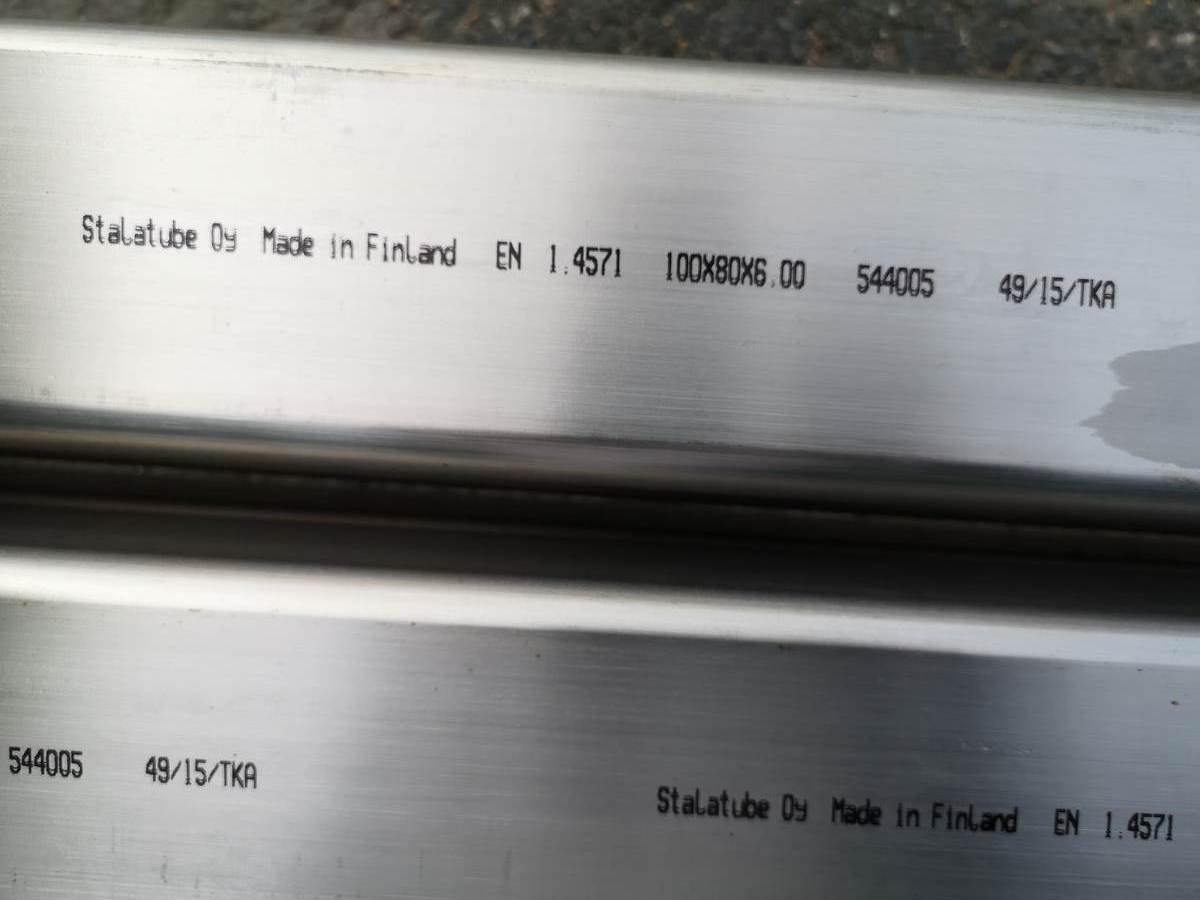 Stalatube Oy Made in Finland EN 1.4571 100X80X6.00 544005 49/15/TKA
544005 49/15/TKA Stalatube Oy Made in Finland EN 1.4571